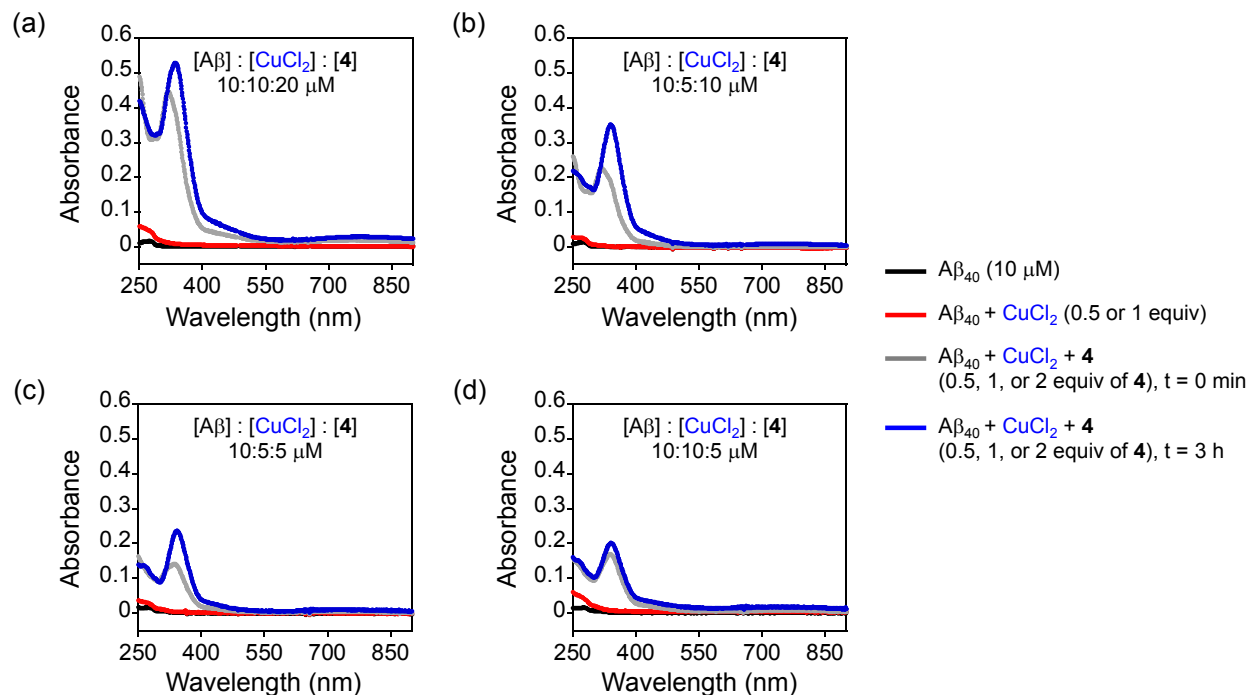 (a)
[Aβ] : [CuCl₂] : [4]
10:10:20 μM
Absorbance
0.6
0.5
0.4
0.3
0.2
0.1
0
250 400 550 700 850
Wavelength (nm)
(b)
[Aβ] : [CuCl₂] : [4]
10:5:10 μM
Absorbance
0.6
0.5
0.4
0.3
0.2
0.1
0
250 400 550 700 850
Wavelength (nm)
(c)
[Aβ] : [CuCl₂] : [4]
10:5:5 μM
Absorbance
0.6
0.5
0.4
0.3
0.2
0.1
0
250 400 550 700 850
Wavelength (nm)
(d)
[Aβ] : [CuCl₂] : [4]
10:10:5 μM
Absorbance
0.6
0.5
0.4
0.3
0.2
0.1
0
250 400 550 700 850
Wavelength (nm)
Aβ₄₀ (10 μM)
Aβ₄₀ + CuCl₂ (0.5 or 1 equiv)
Aβ₄₀ + CuCl₂ + 4
(0.5, 1, or 2 equiv of 4), t = 0 min
Aβ₄₀ + CuCl₂ + 4
(0.5, 1, or 2 equiv of 4), t = 3 h